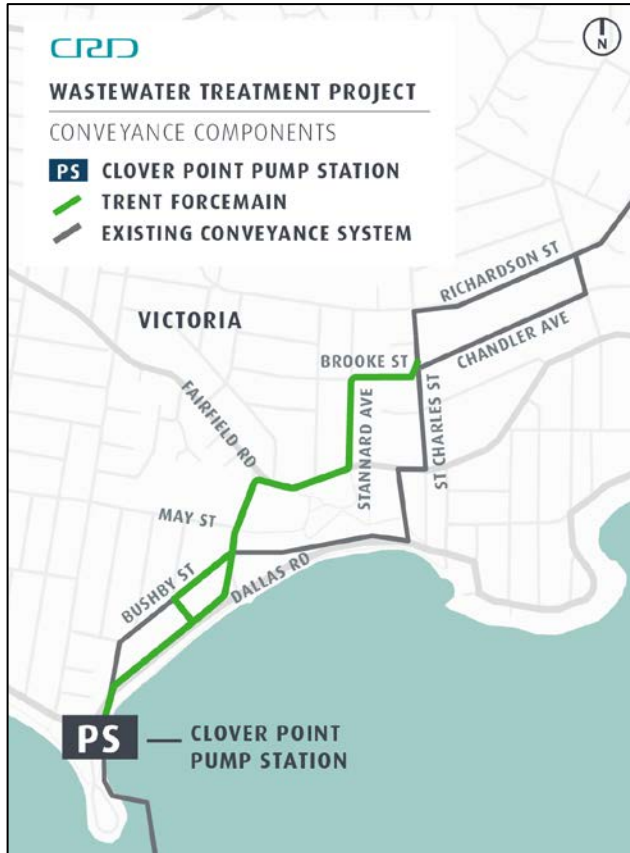 CRD
N
WASTEWATER TREATMENT PROJECT
CONVEYANCE COMPONENTS
PS CLOVER POINT PUMP STATION
TRENT FORCEMAIN
EXISTING CONVEYANCE SYSTEM
RICHARDSON ST
VICTORIA
CHANDLER AVE
BROOKE ST
FAIRFIELD RD
STANNARD AVE
ST CHARLES ST
MAY ST
BUSHBY ST
DALLAS RD
PS
CLOVER POINT
PUMP STATION